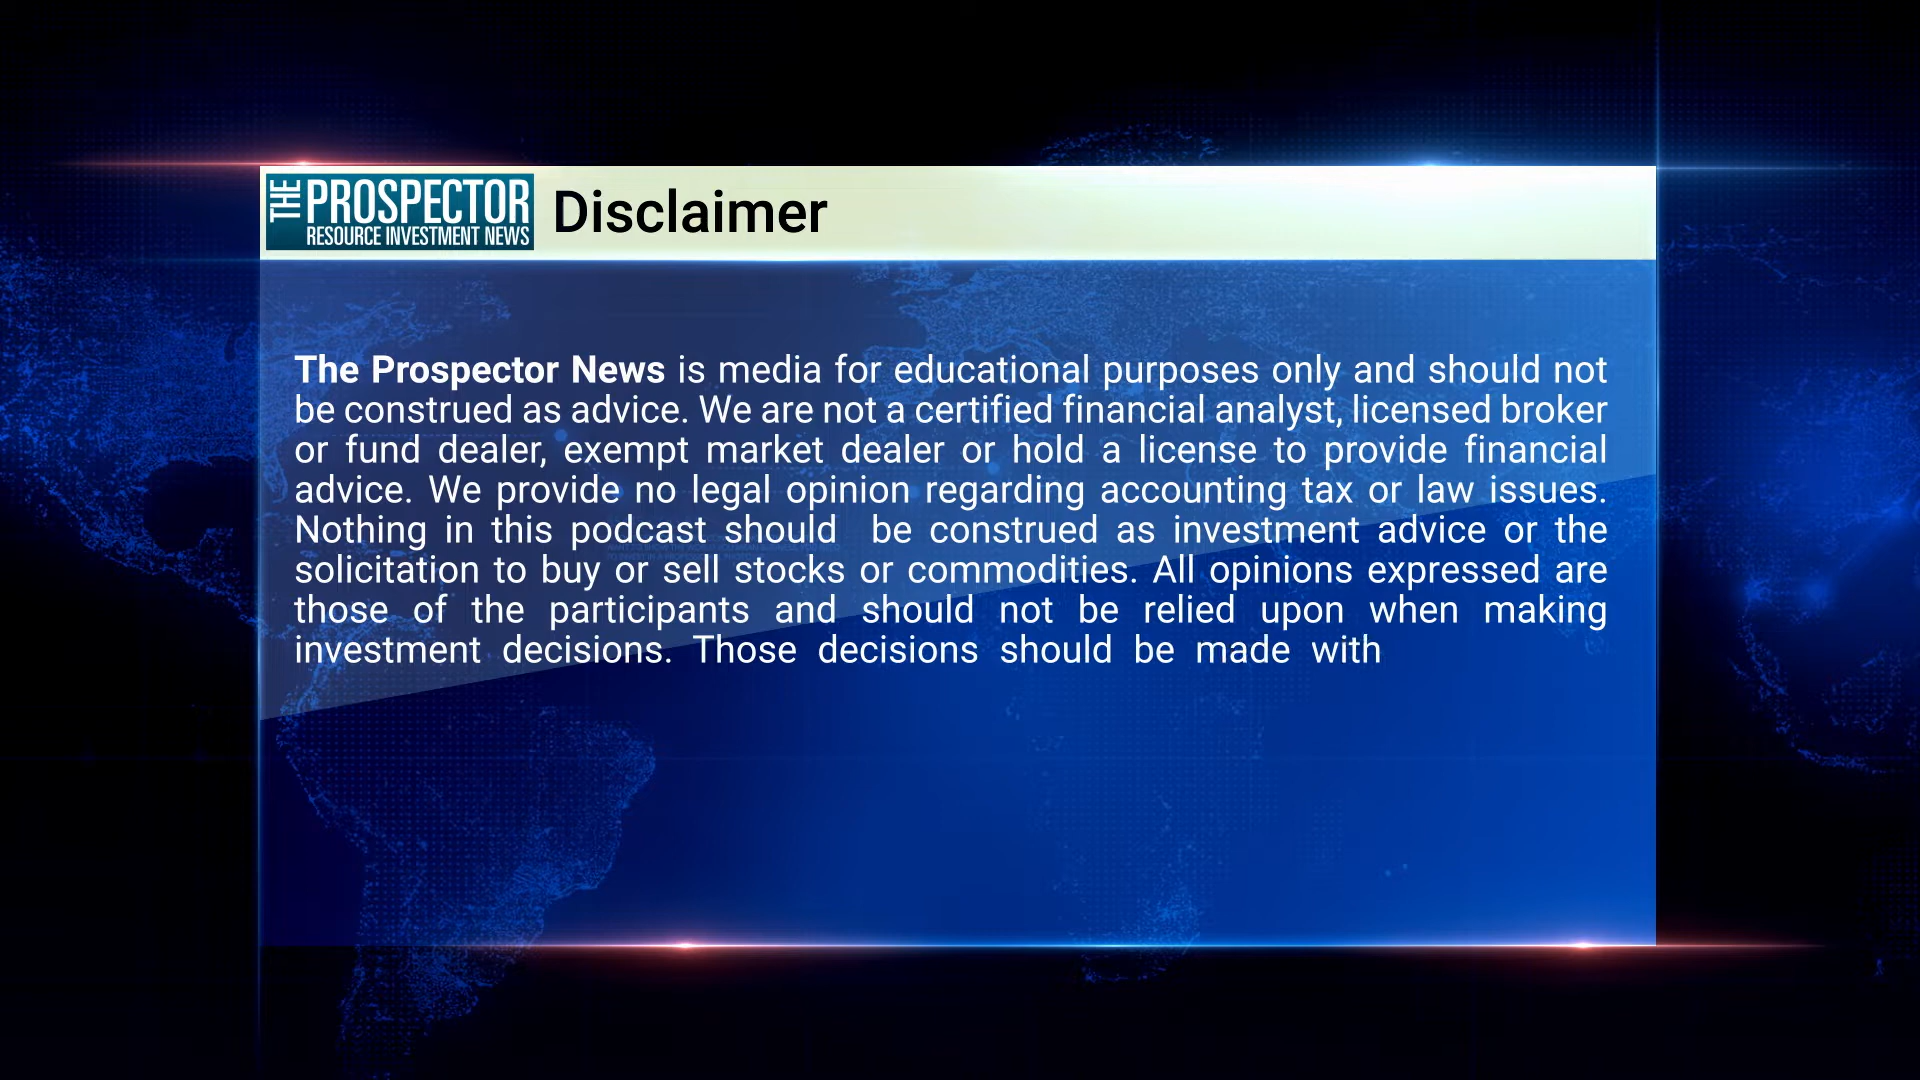 THE PROSPECTOR
RESOURCE INVESTMENT NEWS
Disclaimer
The Prospector News is media for educational purposes only and should not
be construed as advice. We are not a certified financial analyst, licensed broker
or fund dealer, exempt market dealer or hold a license to provide financial
advice. We provide no legal opinion regarding accounting tax or law issues.
Nothing in this podcast should be construed as investment advice or the
solicitation to buy or sell stocks or commodities. All opinions expressed are
those of the participants and should not be relied upon when making
investment decisions. Those decisions should be made with